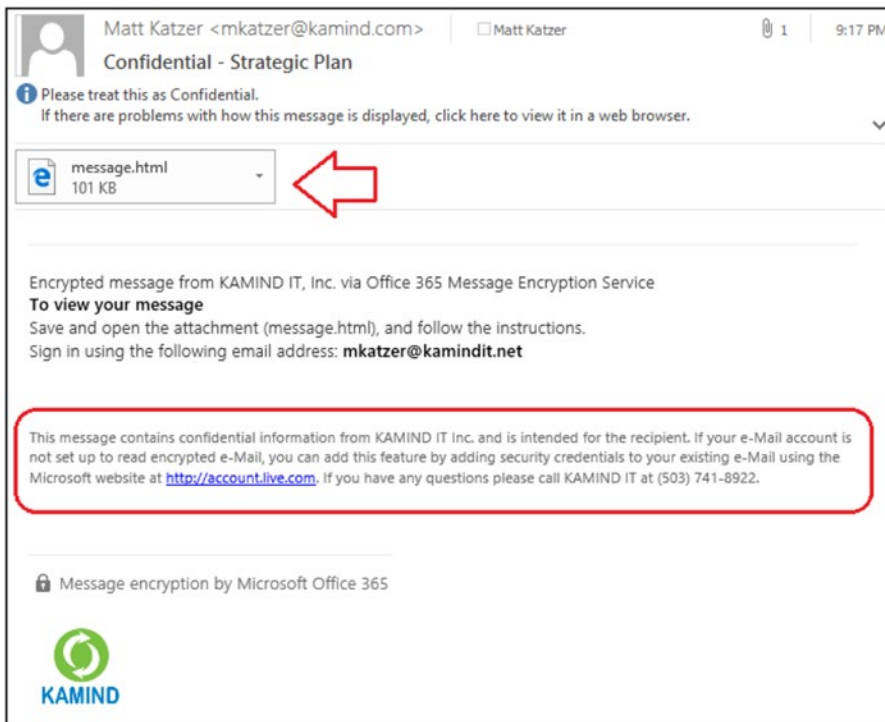 Matt Katzer <mkatzer@kamind.com>
Matt Katzer
1
9:17 PM
Confidential - Strategic Plan
Please treat this as Confidential.
If there are problems with how this message is displayed, click here to view it in a web browser.
message.html
101 KB
Encrypted message from KAMIND IT, Inc. via Office 365 Message Encryption Service
To view your message
Save and open the attachment (message.html), and follow the instructions.
Sign in using the following email address: mkatzer@kamindit.net
This message contains confidential information from KAMIND IT Inc. and is intended for the recipient. If your e-Mail account is
not set up to read encrypted e-Mail, you can add this feature by adding security credentials to your existing e-Mail using the
Microsoft website at http://account.live.com. If you have any questions please call KAMIND IT at (503) 741-8922.
Message encryption by Microsoft Office 365
KAMIND